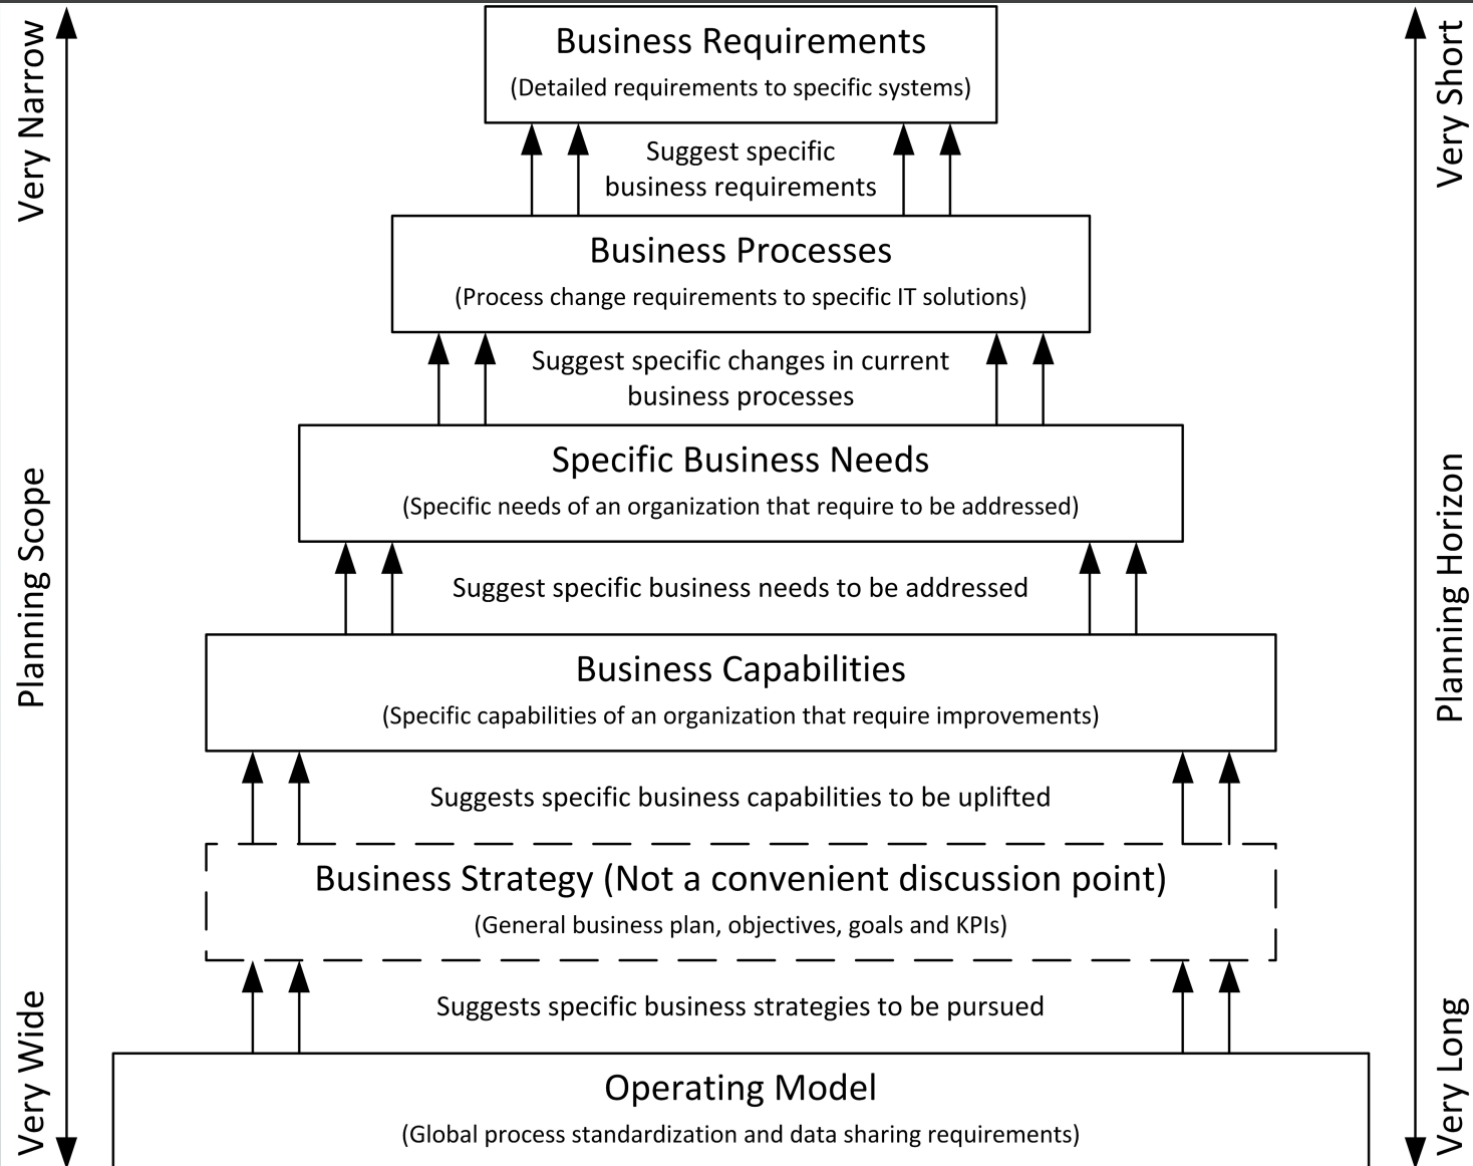 Very Narrow
Planning Scope
Very Wide
Business Requirements
(Detailed requirements to specific systems)
Suggest specific
business requirements
Business Processes
(Process change requirements to specific IT solutions)
Suggest specific changes in current
business processes
Specific Business Needs
(Specific needs of an organization that require to be addressed)
Suggest specific business needs to be addressed
Business Capabilities
(Specific capabilities of an organization that require improvements)
Suggests specific business capabilities to be uplifted
Business Strategy (Not a convenient discussion point)
(General business plan, objectives, goals and KPIs)
Suggests specific business strategies to be pursued
Operating Model
(Global process standardization and data sharing requirements)
Very Short
Planning Horizon
Very Long